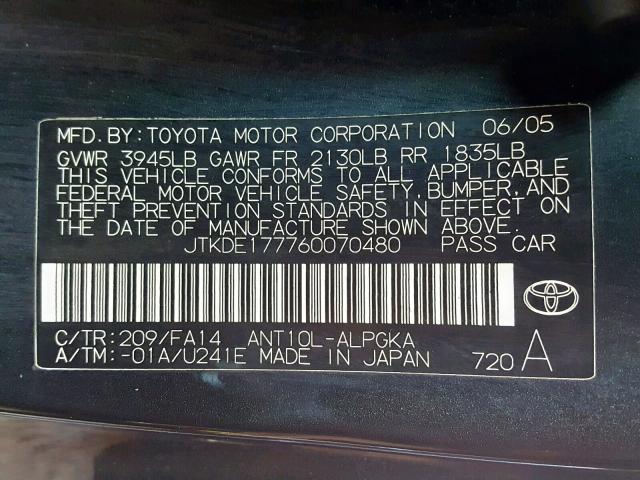 MFD. BY: TOYOTA MOTOR CORPORATION 06/05
GVWR 3945LB GAWR FR 2130LB RR 1835LB
THIS VEHICLE CONFORMS TO ALL APPLICABLE
FEDERAL MOTOR VEHICLE SAFETY, BUMPER, AND
THEFT PREVENTION STANDARDS IN EFFECT ON
THE DATE OF MANUFACTURE SHOWN ABOVE.
JTKDE177760070480 PASS CAR
C/TR: 209/FA14 ANT10L-ALPGKA
A/TM: -01A/U241E MADE IN JAPAN 720 A